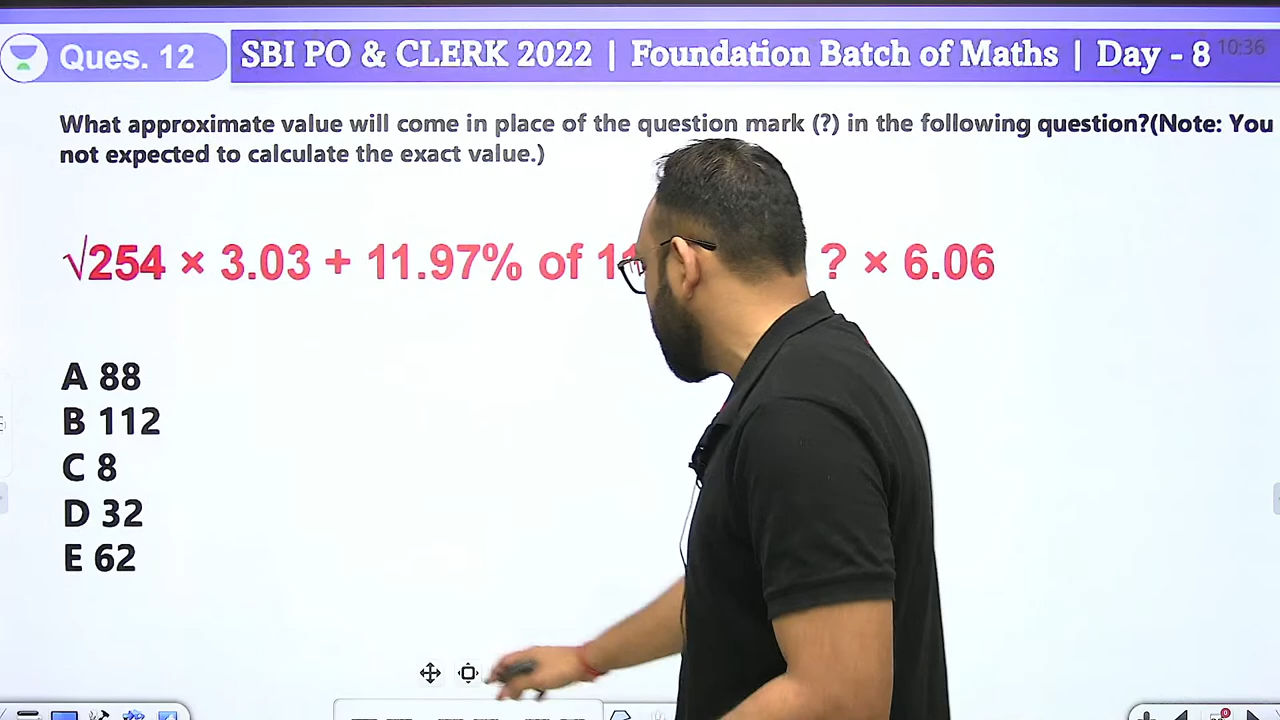 Ques. 12
SBI PO & CLERK 2022 | Foundation Batch of Maths | Day - 8
10:36
What approximate value will come in place of the question mark (?) in the following question?(Note: You
not expected to calculate the exact value.)
√254 × 3.03 + 11.97% of ? × 6.06
A 88
B 112
C 8
D 32
E 62